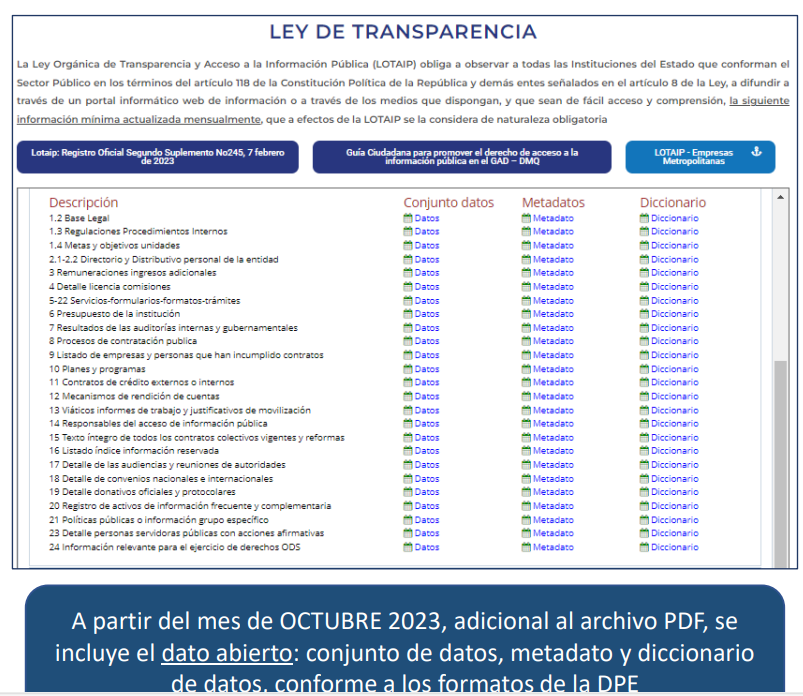 LEY DE TRANSPARENCIA
La Ley Orgánica de Transparencia y Acceso a la Información Pública (LOTAIP) obliga a observar a todas las Instituciones del Estado que conforman el
Sector Público en los términos del artículo 118 de la Constitución Política de la República y demás entes señalados en el artículo 8 de la Ley, a difundir a
través de un portal informático web de información o a través de los medios que dispongan, y que sean de fácil acceso y comprensión, la siguiente
información mínima actualizada mensualmente, que a efectos de la LOTAIP se la considera de naturaleza obligatorio
Lotaip: Registro Oficial Segundo Suplemento No245, 7 febrero
de 2023
Guía Ciudadana para promover el derecho de acceso a la
información pública en el GAD – DMQ
LOTAIP - Empresas
Metropolitanas
Descripción Conjunto datos Metadatos Diccionario
1.2 Base Legal Datos Metadato Diccionario
1.3 Regulaciones Procedimientos Internos Datos Metadato Diccionario
1.4 Metas y objetivos unidades Datos Metadato Diccionario
2.1-2.2 Directorio y Distributivo personal de la entidad Datos Metadato Diccionario
3 Remuneraciones ingresos adicionales Datos Metadato Diccionario
4 Detalle licencia comisiones Datos Metadato Diccionario
5-22 Servicios-formularios-formatos-trámites Datos Metadato Diccionario
6 Presupuesto de la institución Datos Metadato Diccionario
7 Resultados de las auditorías internas y gubernamentales Datos Metadato Diccionario
8 Procesos de contratación publica Datos Metadato Diccionario
9 Listado de empresas y personas que han incumplido contratos Datos Metadato Diccionario
10 Planes y programas Datos Metadato Diccionario
11 Contratos de crédito externos o internos Datos Metadato Diccionario
12 Mecanismos de rendición de cuentas Datos Metadato Diccionario
13 Viáticos informes de trabajo y justificativos de movilización Datos Metadato Diccionario
14 Responsables del acceso de información pública Datos Metadato Diccionario
15 Texto íntegro de todos los contratos colectivos vigentes y reformas Datos Metadato Diccionario
16 Listado índice información reservada Datos Metadato Diccionario
17 Detalle de las audiencias y reuniones de autoridades Datos Metadato Diccionario
18 Detalle de convenios nacionales e internacionales Datos Metadato Diccionario
19 Detalle donativos oficiales y protocolares Datos Metadato Diccionario
20 Registro de activos de información frecuente y complementaria Datos Metadato Diccionario
21 Políticas públicas o información grupo específico Datos Metadato Diccionario
23 Detalle personas servidoras públicas con acciones afirmativas Datos Metadato Diccionario
24 Información relevante para el ejercicio de derechos ODS Datos Metadato Diccionario
A partir del mes de OCTUBRE 2023, adicional al archivo PDF, se
incluye el dato abierto: conjunto de datos, metadato y diccionario
de datos, conforme a los formatos de la DPE